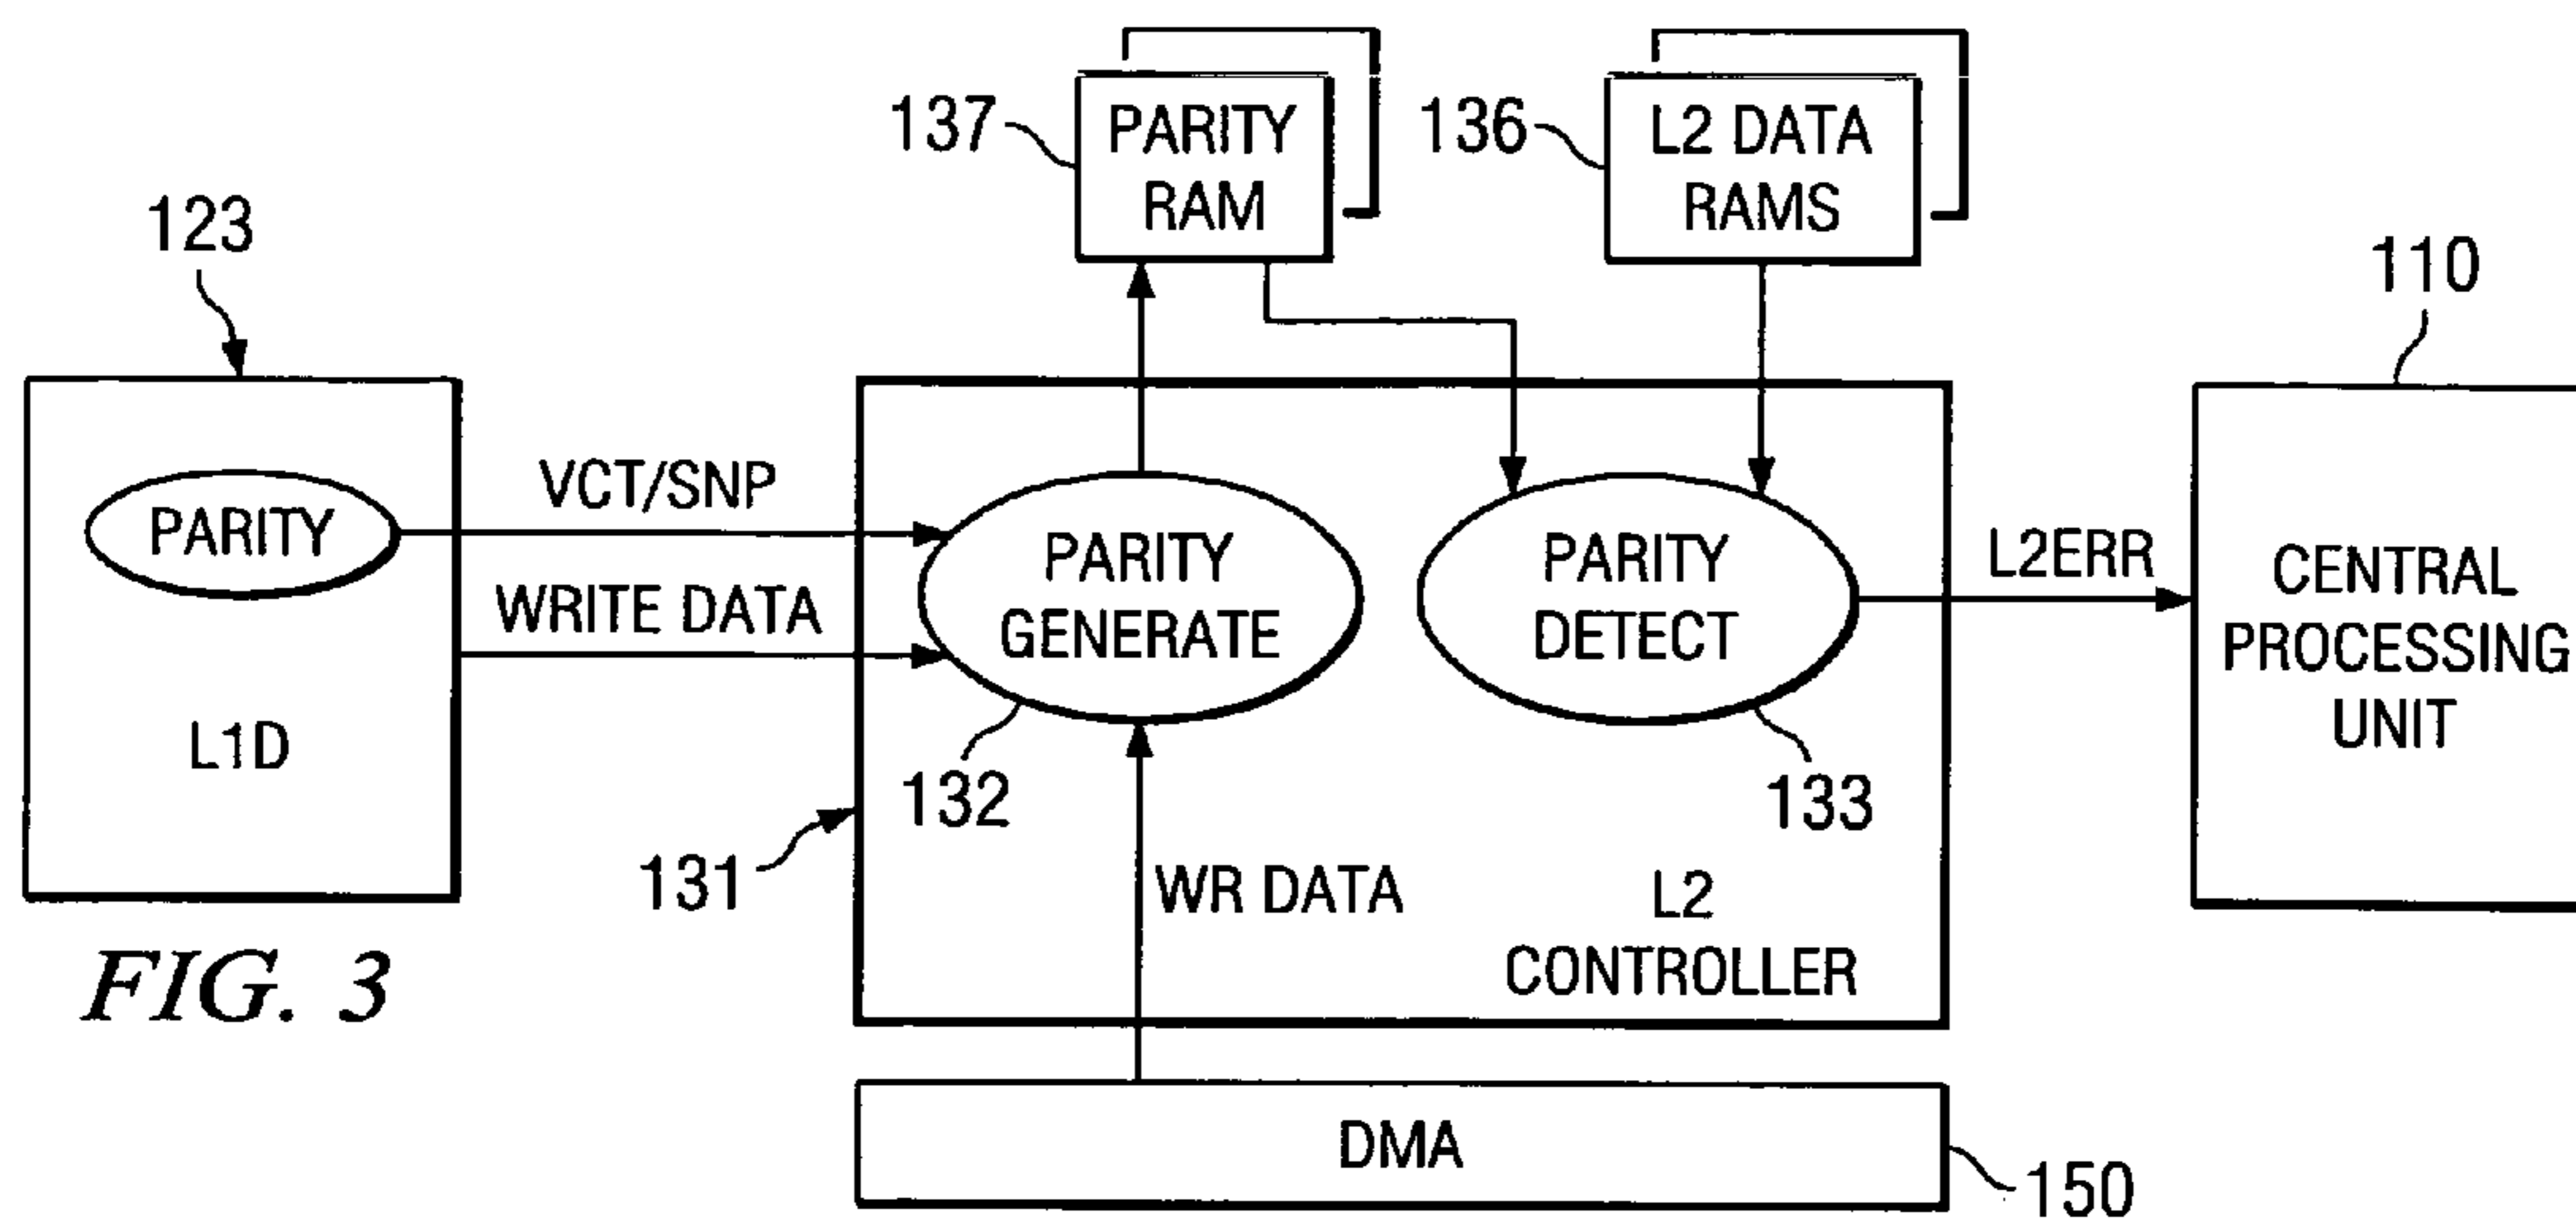 137
PARITY
RAM
136
L2 DATA
RAMS
123
110
PARITY
L1D
VCT/SNP
WRITE DATA
PARITY
GENERATE
132
PARITY
DETECT
133
L2ERR
CENTRAL
PROCESSING
UNIT
131
WR DATA
L2
CONTROLLER
FIG. 3
DMA
150